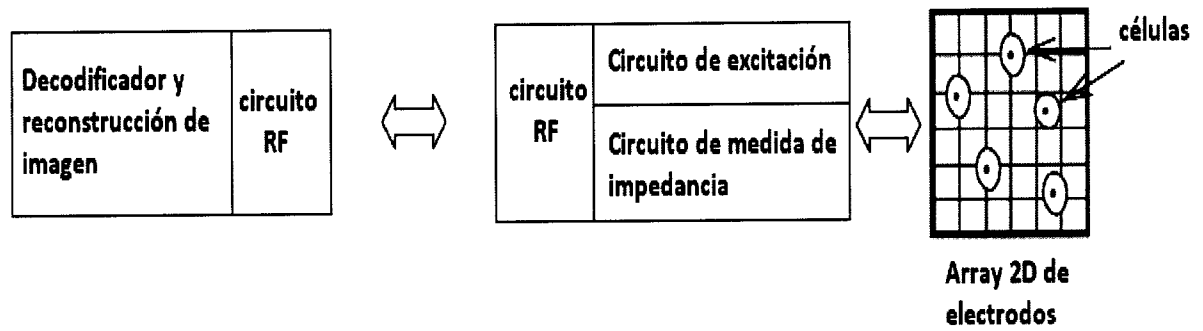 Decodificador y
reconstrucción de
imagen
circuito
RF
circuito
RF
Circuito de excitación
Circuito de medida de
impedancia
células
Array 2D de
electrodos